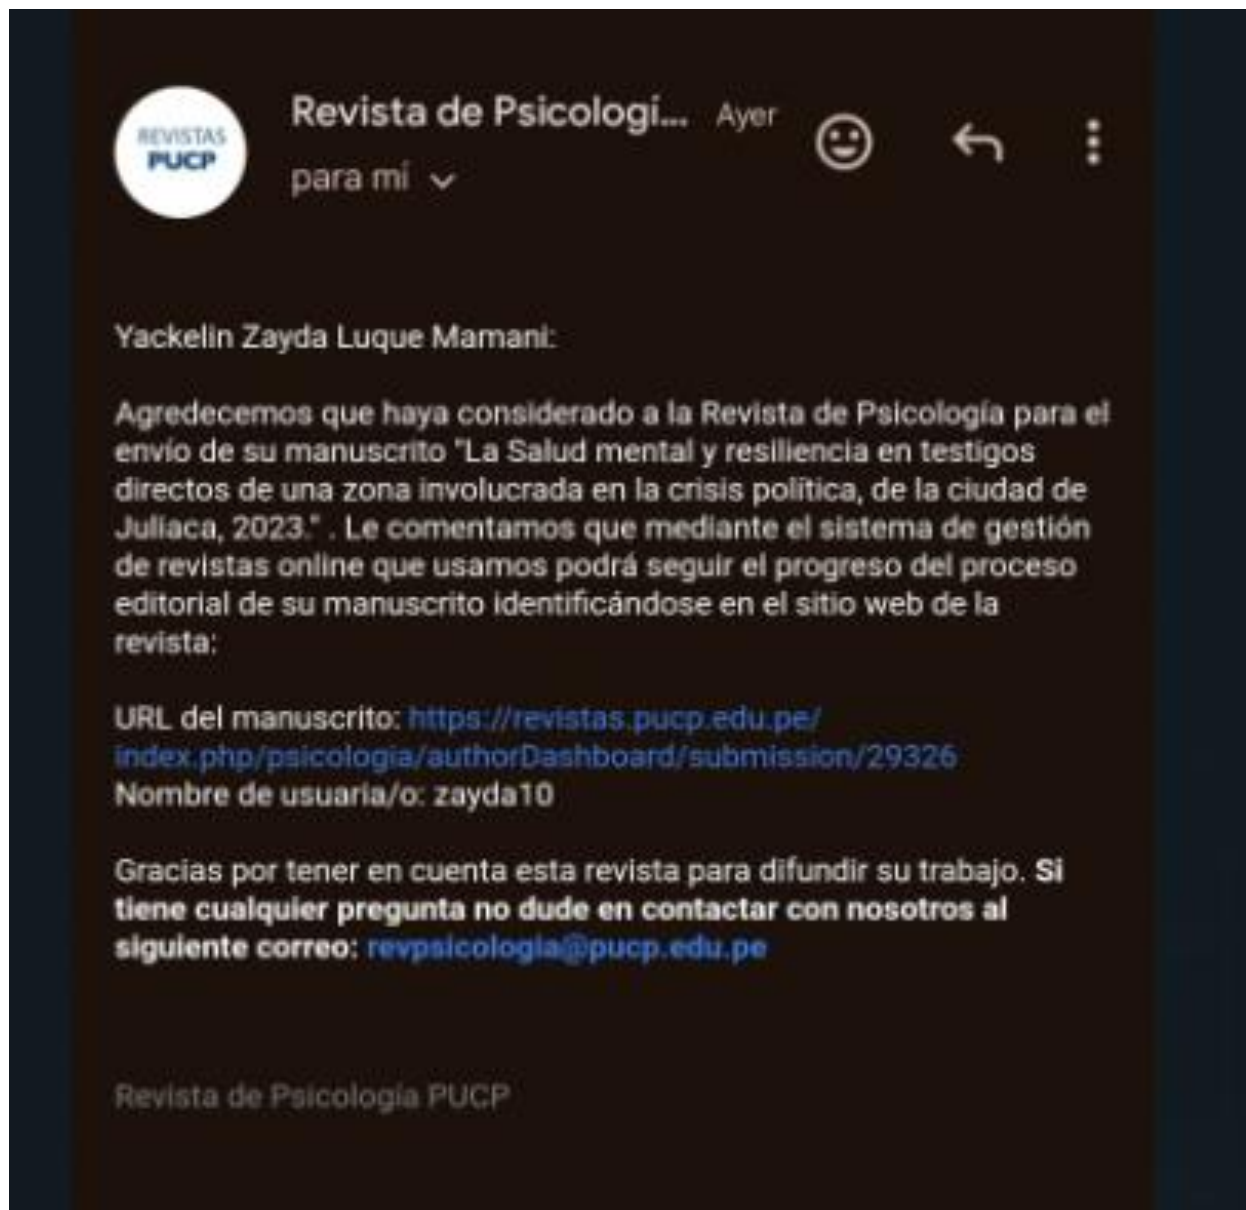 REVISTAS
PUCP
Revista de Psicologí... Ayer
para mí
Yackelin Zayda Luque Mamani:
Agredecemos que haya considerado a la Revista de Psicología para el
envío de su manuscrito "La Salud mental y resiliencia en testigos
directos de una zona involucrada en la crisis política, de la ciudad de
Juliaca, 2023." . Le comentamos que mediante el sistema de gestión
de revistas online que usamos podrá seguir el progreso del proceso
editorial de su manuscrito identificándose en el sitio web de la
revista:
URL del manuscrito: https://revistas.pucp.edu.pe/
index.php/psicologia/authorDashboard/submission/29326
Nombre de usuaria/o: zayda10
Gracias por tener en cuenta esta revista para difundir su trabajo. Si
tiene cualquier pregunta no dude en contactar con nosotros al
siguiente correo: revpsicologia@pucp.edu.pe
Revista de Psicología PUCP